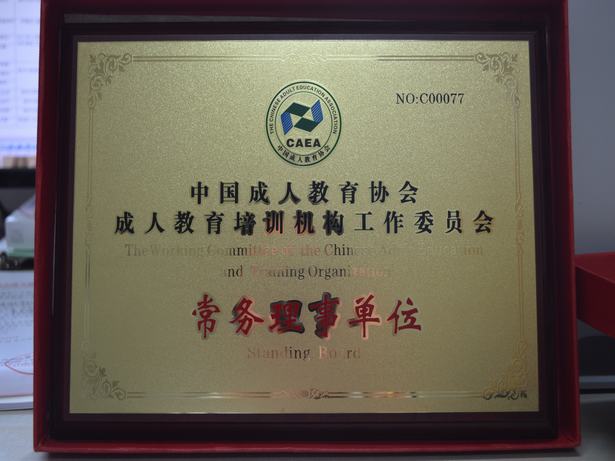 NO:C00077
THE CHINESE ADULT EDUCATION ASSOCIATION
CAEA
中国成人教育协会
中国成人教育协会
成人教育培训机构工作委员会
The Working Committee of the Chinese Adult Education
and Training Organization
常务理事单位
Standing Board